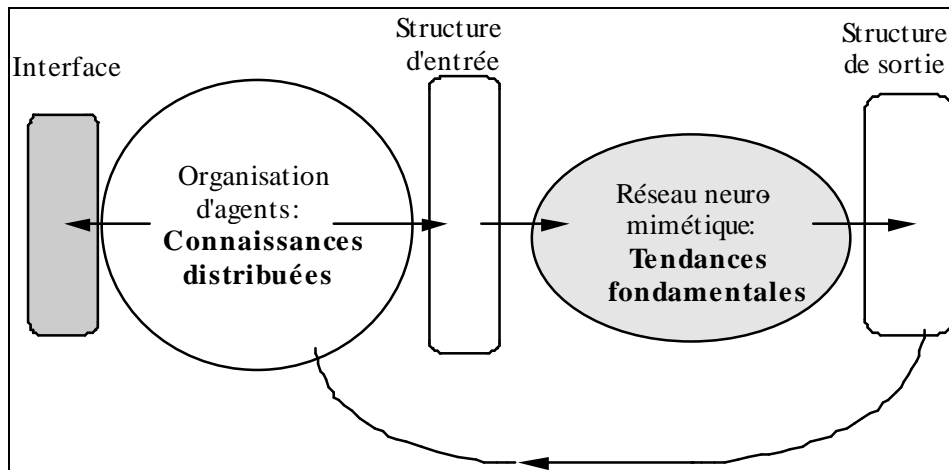 Interface
Structure
d'entrée
Structure
de sortie
Organisation
d'agents:
Connaissances
distribuées
Réseau neuro-
mimétique:
Tendances
fondamentales